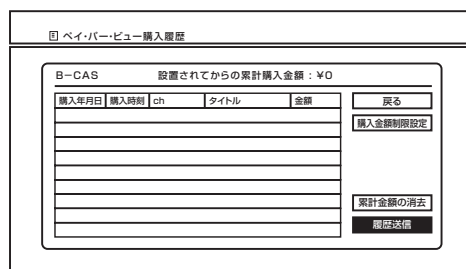 ペイ・パー・ビュー購入履歴
B-CAS 設置されてからの累計購入金額：¥0
購入年月日 購入時刻 ch タイトル 金額
戻る
購入金額制限設定
累計金額の消去
履歴送信